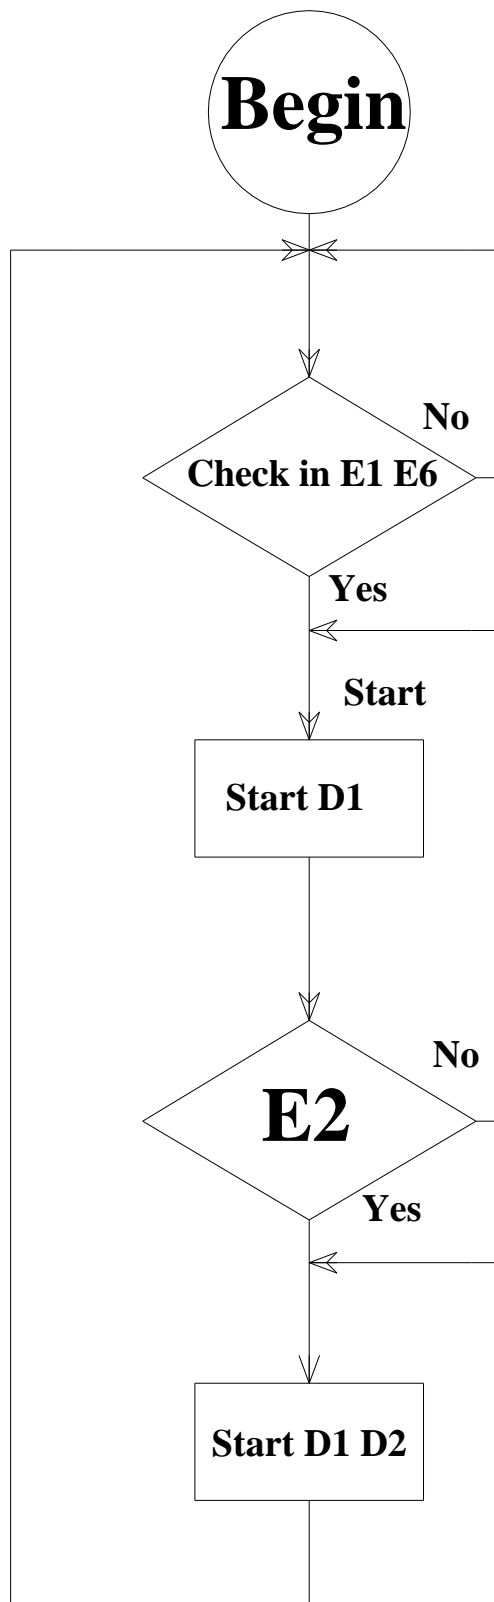 Begin
No
Check in E1 E6
Yes
Start
Start D1
No
E2
Yes
Start D1 D2